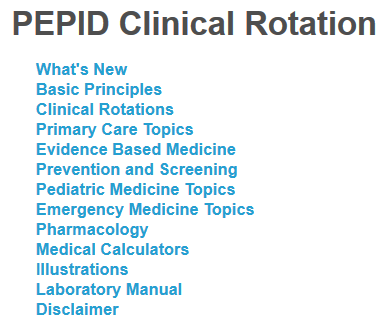 PEPID Clinical Rotation
What's New
Basic Principles
Clinical Rotations
Primary Care Topics
Evidence Based Medicine
Prevention and Screening
Pediatric Medicine Topics
Emergency Medicine Topics
Pharmacology
Medical Calculators
Illustrations
Laboratory Manual
Disclaimer